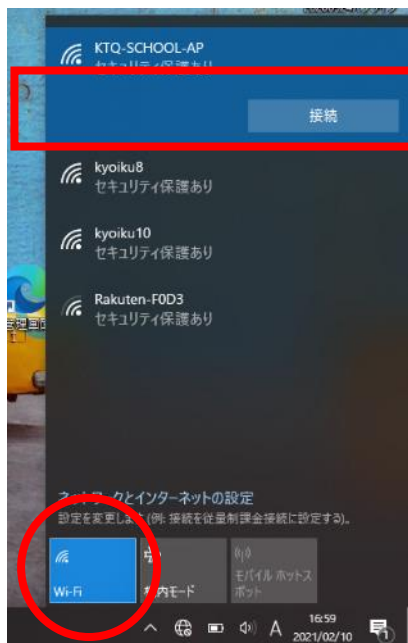 KTQ-SCHOOL-AP
セキュリティ保護あり
接続
kyoiku8
セキュリティ保護あり
kyoiku10
セキュリティ保護あり
Rakuten-F0D3
セキュリティ保護あり
ネットワークとインターネットの設定
設定を変更します (例: 接続を従量制課金接続に設定する)。
Wi-Fi
機内モード
モバイル ホットス
ポット
A
16:59
2021/02/10
1